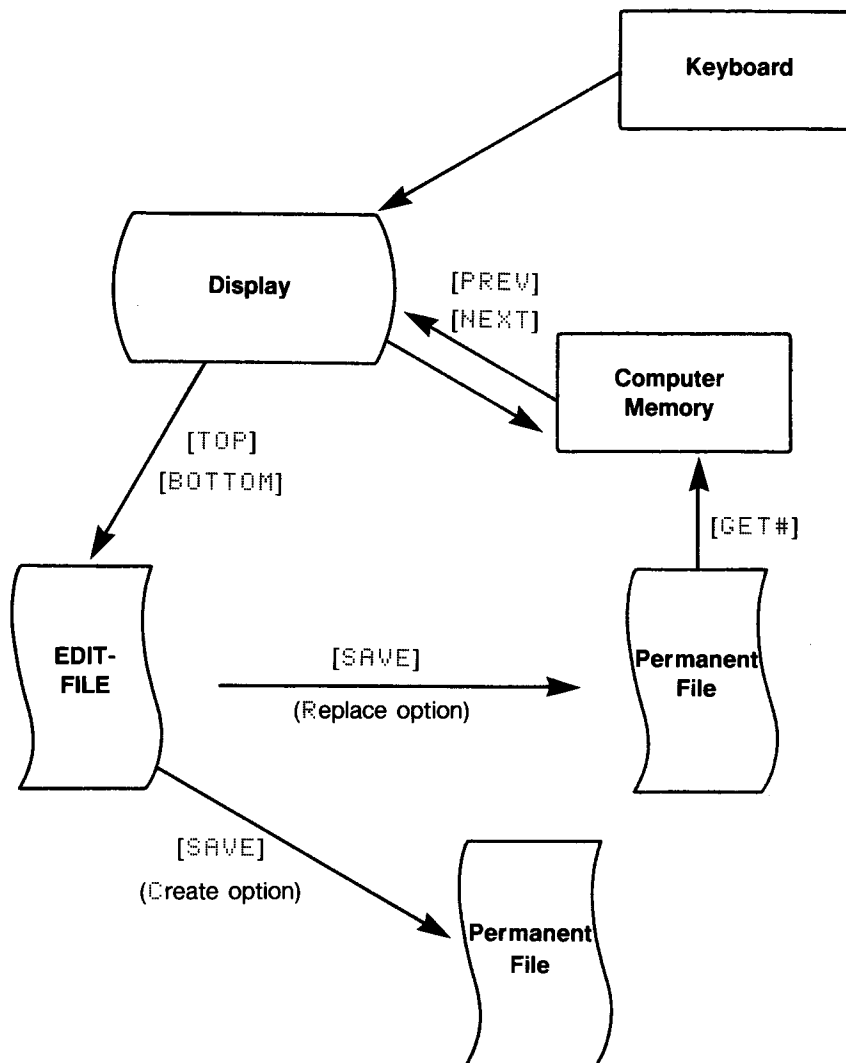 Keyboard
Display
[PREV]
[NEXT]
Computer
Memory
[TOP]
[BOTTOM]
[GET#]
EDIT-
FILE
[SAVE]
(Replace option)
Permanent
File
[SAVE]
(Create option)
Permanent
File